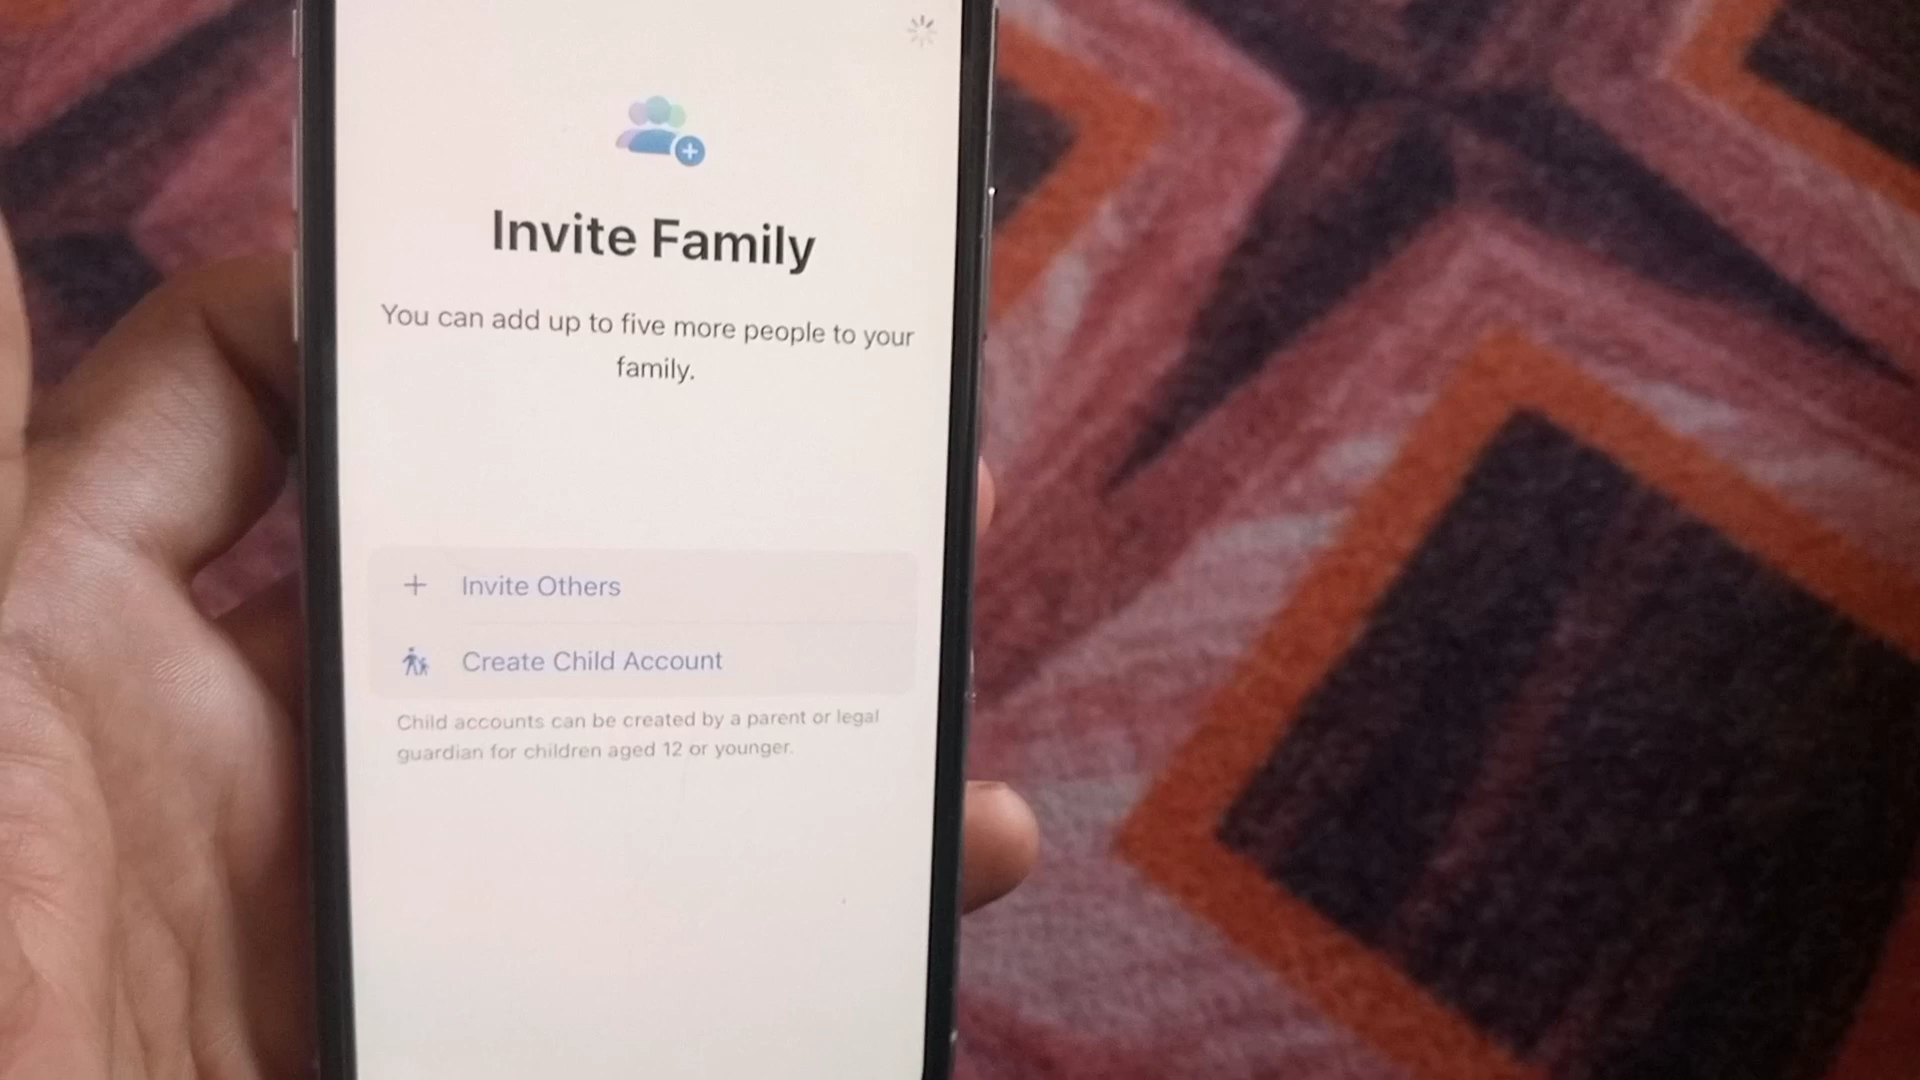 Invite Family
You can add up to five more people to your
family.
Invite Others
Create Child Account
Child accounts can be created by a parent or legal
guardian for children aged 12 or younger.